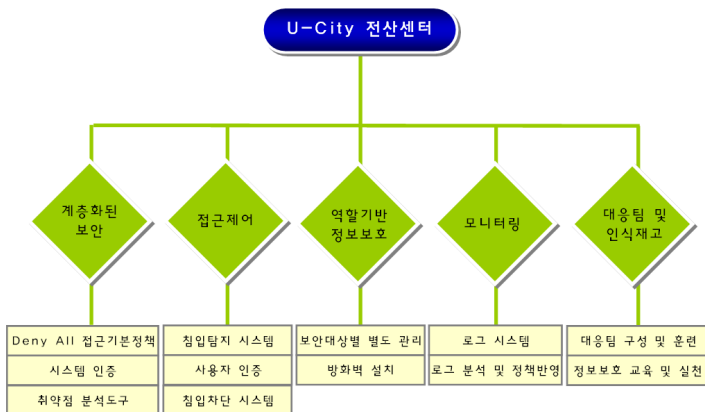 U-City 전산센터
계층화된
보안
접근제어
역할기반
정보보호
모니터링
대응팀 및
인식재고
Deny All 접근기본정책
시스템 인증
취약점 분석도구
침입탐지 시스템
사용자 인증
침입차단 시스템
보안대상별 별도 관리
방화벽 설치
로그 시스템
로그 분석 및 정책반영
대응팀 구성 및 훈련
정보보호 교육 및 실천